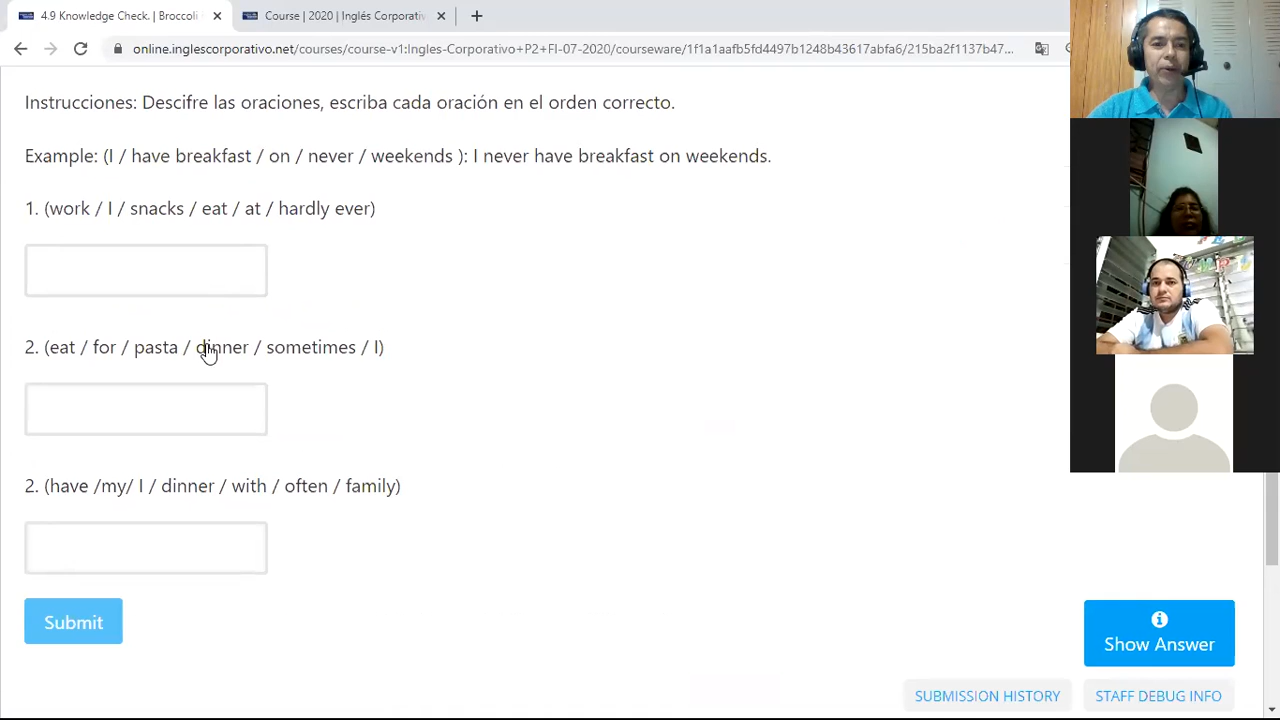 4.9 Knowledge Check. | Broccoli
Course | 2020 | Inglés Corporativ
online.inglescorporativo.net/courses/course-v1:Ingles-Corporativo+P2+FI-07-2020/courseware/1f1a1aafb5fd4497b1248b43617abfa6/215ba2f1137b47...
Instrucciones: Descifre las oraciones, escriba cada oración en el orden correcto.
Example: (I / have breakfast / on / never / weekends ): I never have breakfast on weekends.
1. (work / I / snacks / eat / at / hardly ever)
2. (eat / for / pasta / dinner / sometimes / I)
2. (have /my/ I / dinner / with / often / family)
Submit
Show Answer
SUBMISSION HISTORY
STAFF DEBUG INFO